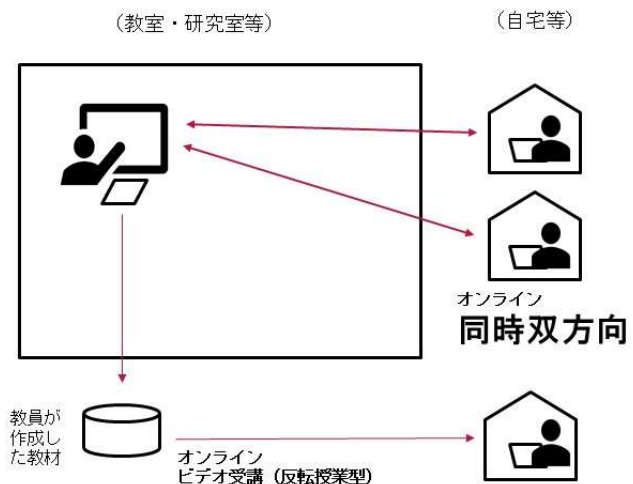 （教室・研究室等）
（自宅等）
オンライン
同時双方向
教員が
作成し
た教材
オンライン
ビデオ受講（反転授業型）